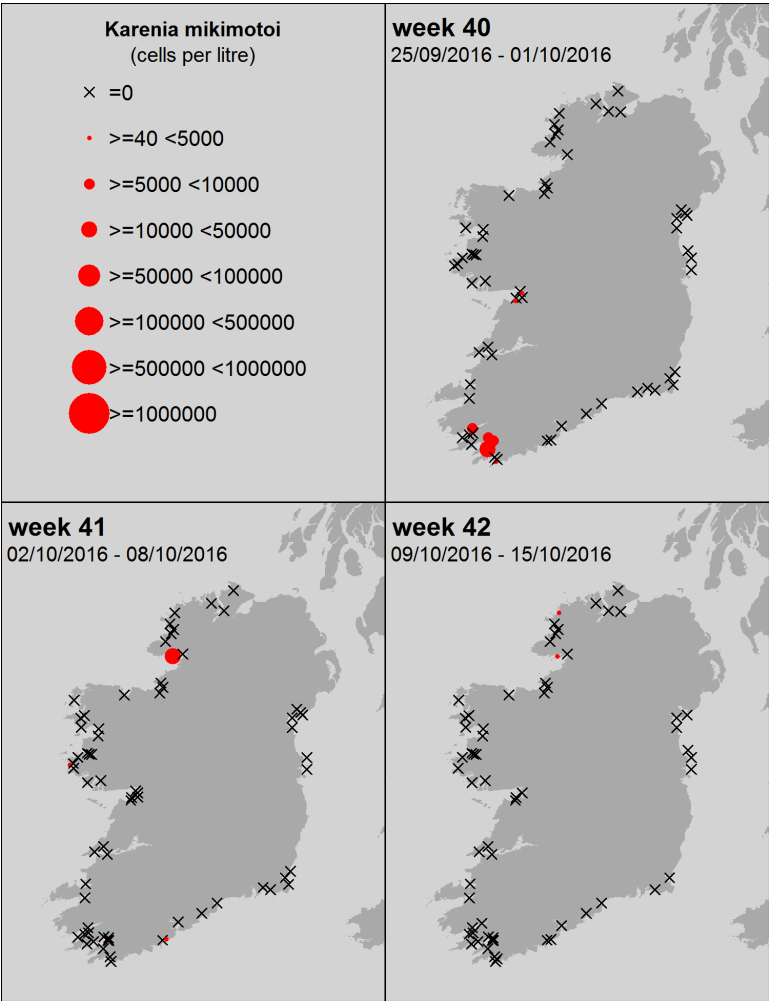 Karenia mikimotoi
(cells per litre)
=0
>=40 <5000
>=5000 <10000
>=10000 <50000
>=50000 <100000
>=100000 <500000
>=500000 <1000000
>=1000000
week 40
25/09/2016 - 01/10/2016
week 41
02/10/2016 - 08/10/2016
week 42
09/10/2016 - 15/10/2016